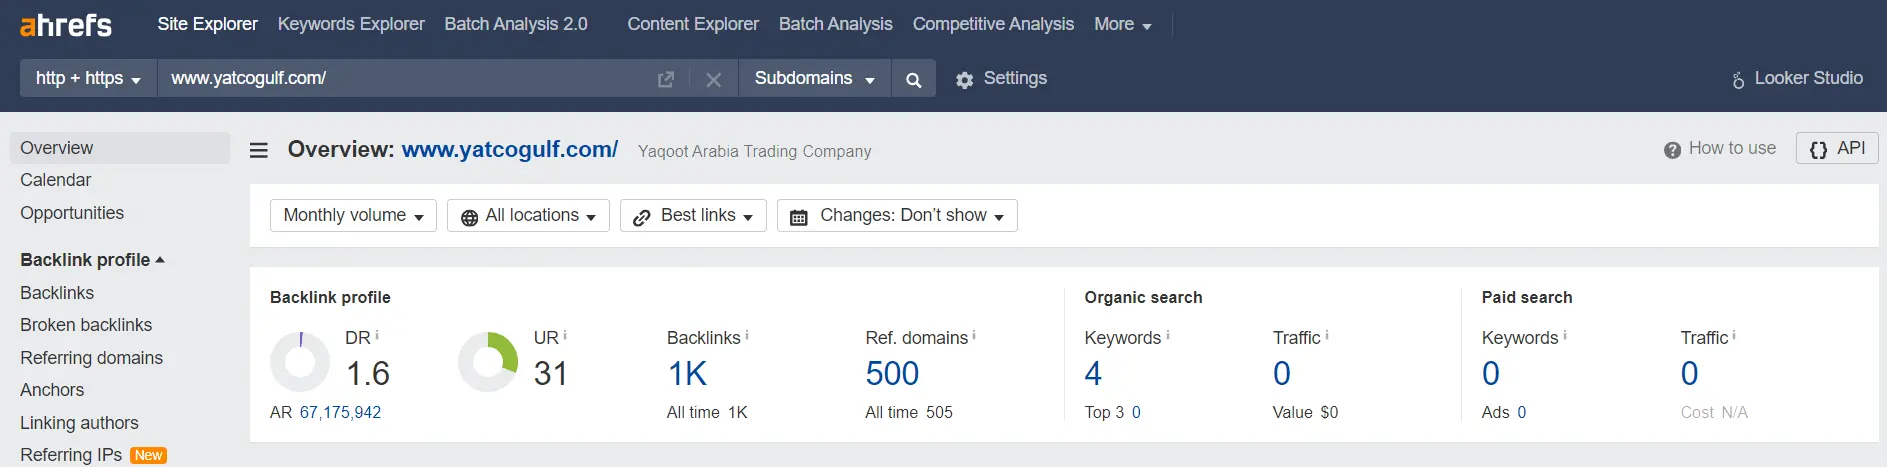 ahrefs Site Explorer Keywords Explorer Batch Analysis 2.0 Content Explorer Batch Analysis Competitive Analysis More
http + https www.yatcogulf.com/ Subdomains Settings Looker Studio
Overview
Calendar
Opportunities
Backlink profile
Backlinks
Broken backlinks
Referring domains
Anchors
Linking authors
Referring IPs New
Overview: www.yatcogulf.com/ Yaqoot Arabia Trading Company How to use API
Monthly volume All locations Best links Changes: Don't show
Backlink profile
DR UR Backlinks Ref. domains
1.6 31 1K 500
AR 67,175,942 All time 1K All time 505
Organic search
Keywords Traffic
4 0
Top 3 0 Value $0
Paid search
Keywords Traffic
0 0
Ads 0 Cost N/A